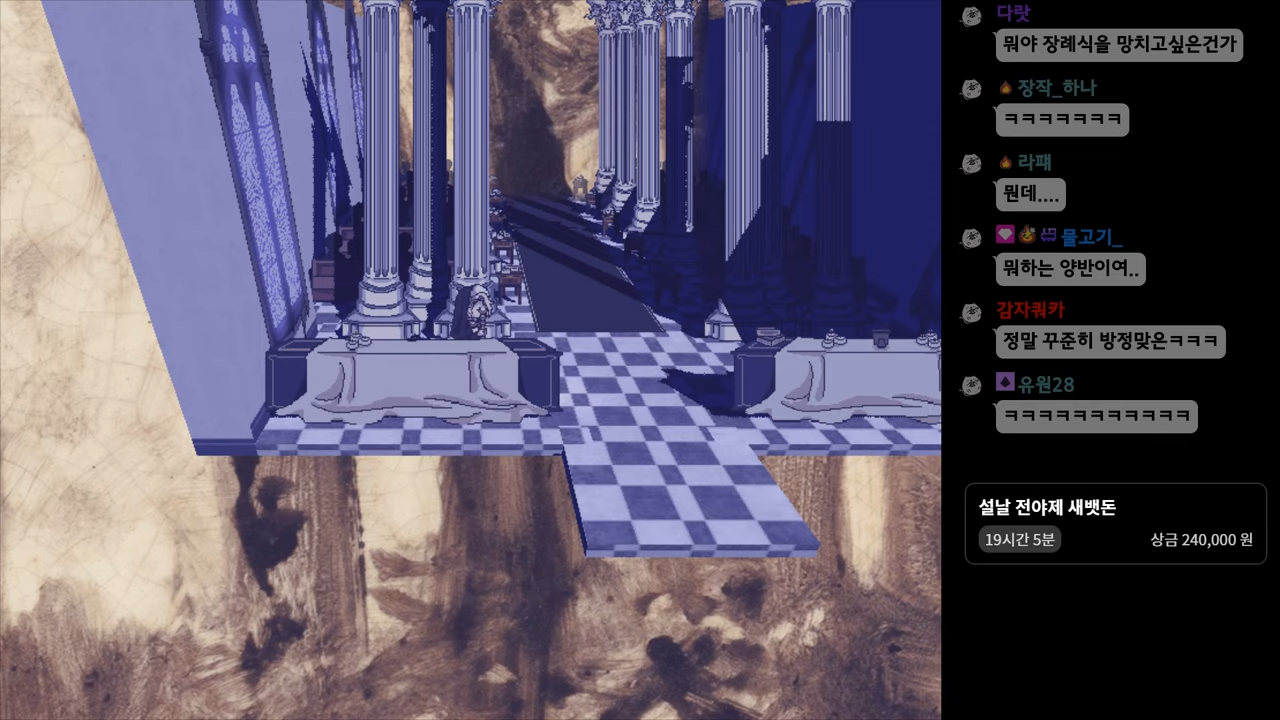 다랏
뭐야 장례식을 망치고싶은건가
장작_하나
ㅋㅋㅋㅋㅋㅋㅋ
라패
뭔데....
물고기_
뭐하는 양반이여..
감자쿼카
정말 꾸준히 방정맞은ㅋㅋㅋ
유원28
ㅋㅋㅋㅋㅋㅋㅋㅋㅋㅋㅋ
설날 전야제 새뱃돈
19시간 5분
상금 240,000 원